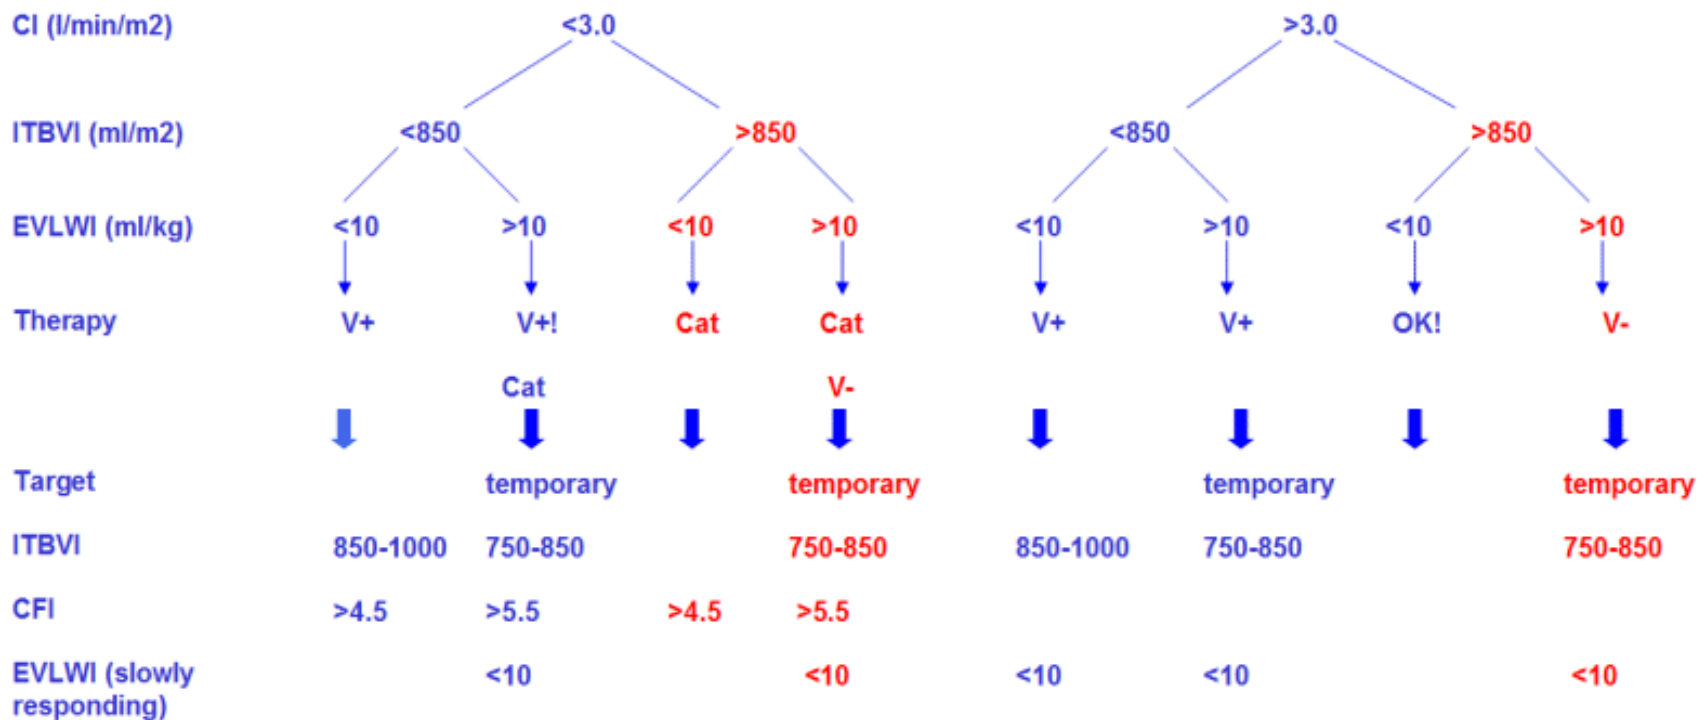 CI (l/min/m2) <3.0 >3.0
ITBVI (ml/m2) <850 >850 <850 >850
EVLWI (ml/kg) <10 >10 <10 >10 <10 >10 <10 >10
Therapy V+ V+! Cat Cat V+ V+ OK! V-
Cat V-
Target temporary temporary temporary temporary
ITBVI 850-1000 750-850 750-850 850-1000 750-850 750-850
CFI >4.5 >5.5 >4.5 >5.5
EVLWI (slowly <10 <10 <10 <10 <10
responding)